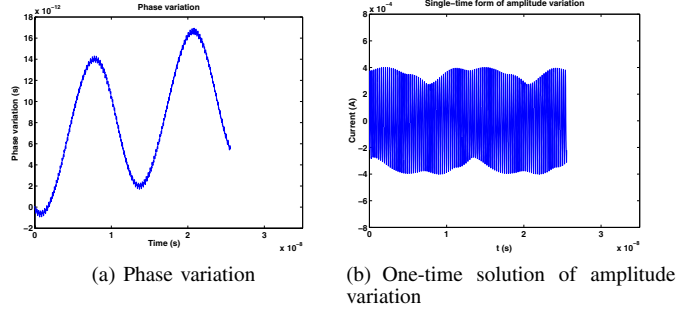 x 10⁻¹²
Phase variation
18
16
14
12
10
8
6
4
2
0
−2
Phase variation (s)
0 1 2 3
Time (s)
x 10⁻⁸
(a) Phase variation
x 10⁻⁴
Single−time form of amplitude variation
8
6
4
2
0
−2
−4
−6
−8
Current (A)
0 1 2 3
t (s)
x 10⁻⁸
(b) One-time solution of amplitude
variation